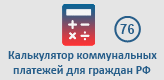 76
Калькулятор коммунальных
платежей для граждан РФ